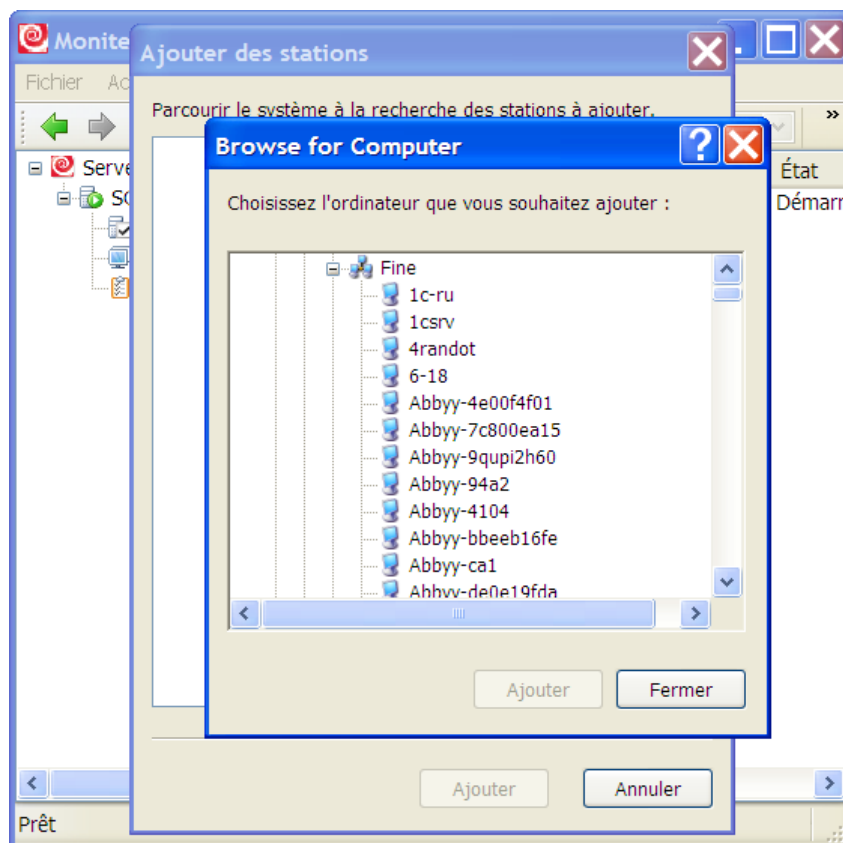 Monite
Ajouter des stations
Fichier
Parcourir le système à la recherche des stations à ajouter.
»
Browse for Computer
Serve
État
Choisissez l'ordinateur que vous souhaitez ajouter :
Démarr
Fine
1c-ru
1csrv
4randot
6-18
Abbyy-4e00f4f01
Abbyy-7c800ea15
Abbyy-9qupi2h60
Abbyy-94a2
Abbyy-4104
Abbyy-bbeeb16fe
Abbyy-ca1
Abbyy-de0e19fda
Ajouter Fermer
Ajouter Annuler
Prêt